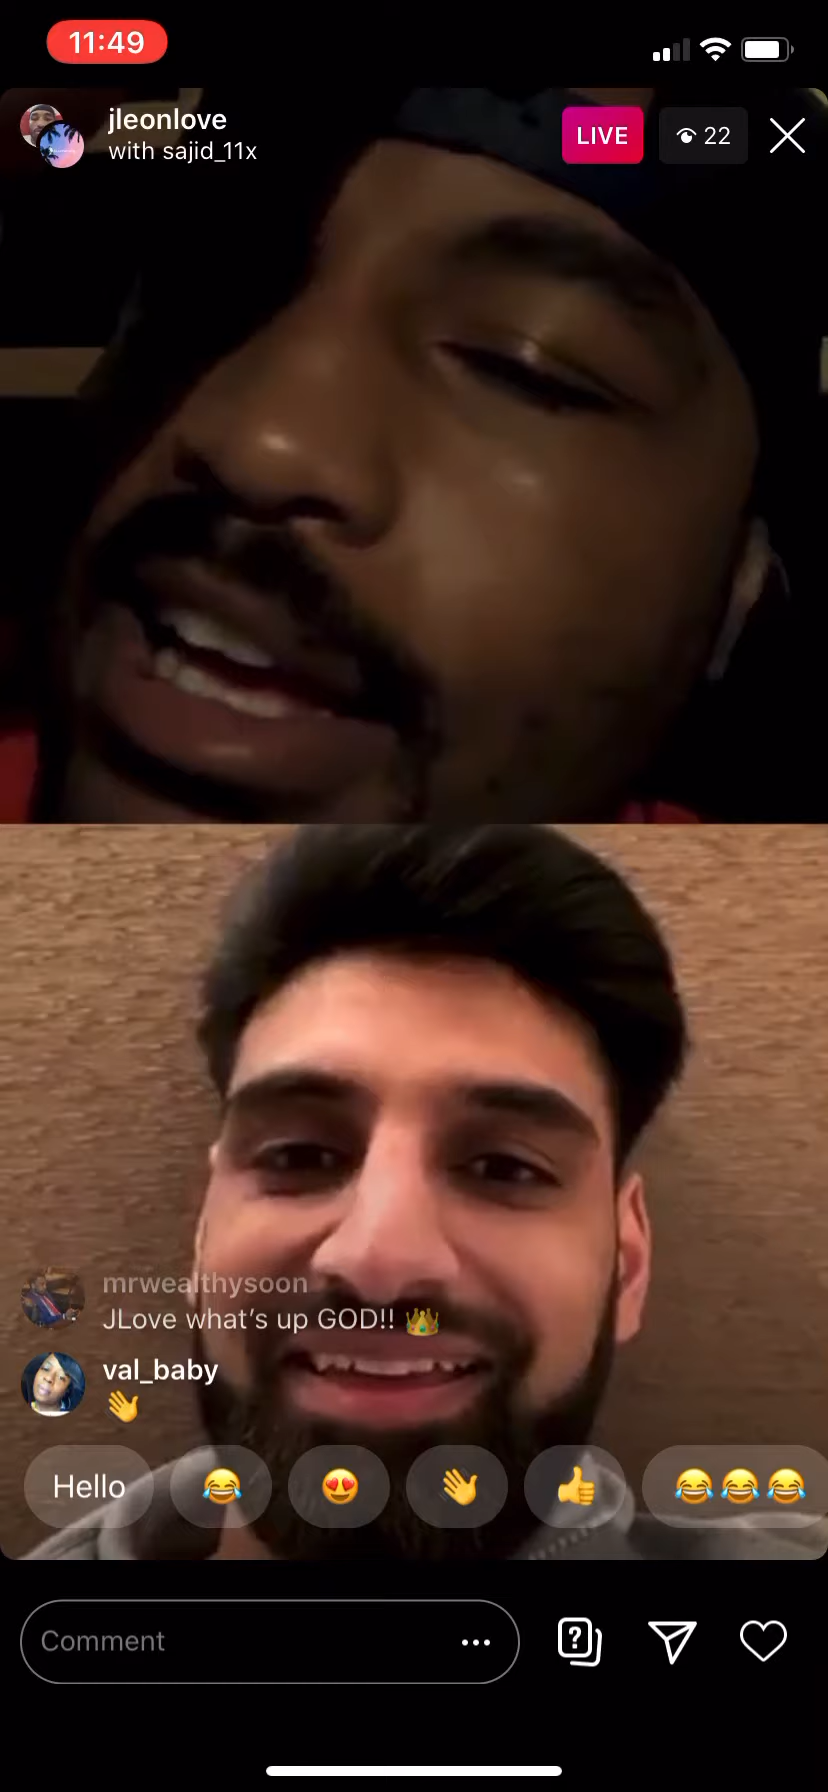 11:49
jleonlove
with sajid_11x
LIVE
22
mrwealthysoon
JLove what's up GOD!! 👑
val_baby
👋
Hello 😂 😍 👋 👍 😂😂😂
Comment